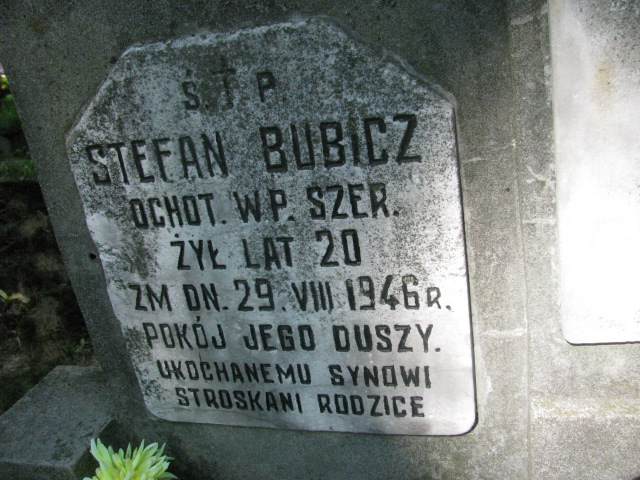 Ś. † P.
STEFAN BUBICZ
OCHOT. W.P. SZER.
ŻYŁ LAT 20
ZM DN. 29. VIII 1946 R.
POKÓJ JEGO DUSZY.
UKOCHANEMU SYNOWI
STROSKANI RODZICE